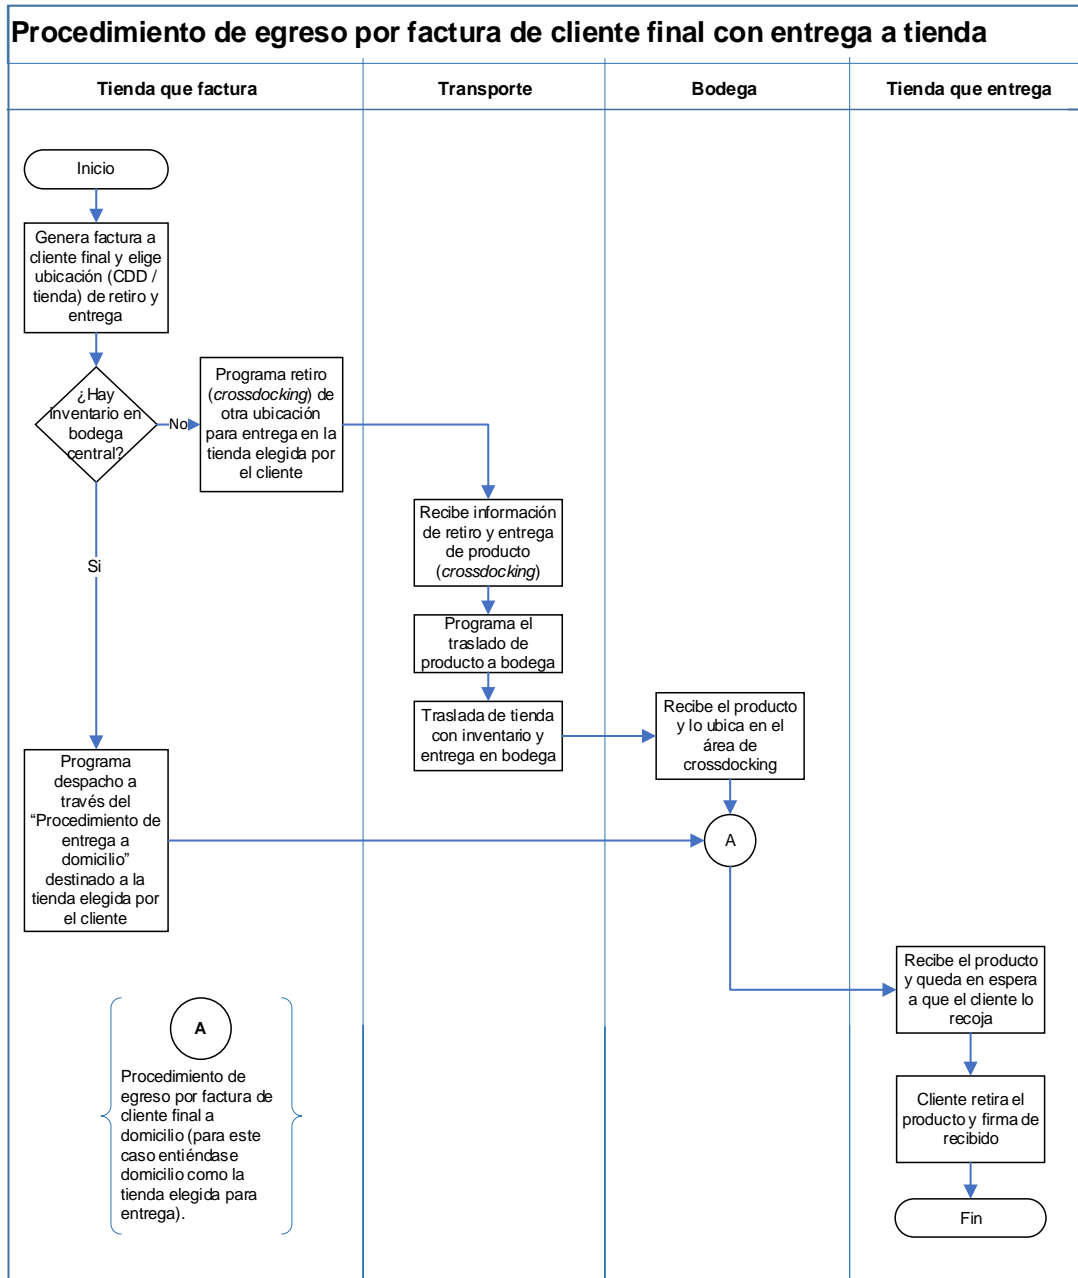 Procedimiento de egreso por factura de cliente final con entrega a tienda
Tienda que factura
Transporte
Bodega
Tienda que entrega
Inicio
Genera factura a
cliente final y elige
ubicación (CDD /
tienda) de retiro y
entrega
¿Hay
inventario en
bodega
central?
No
Programa retiro
(crossdocking) de
otra ubicación
para entrega en la
tienda elegida por
el cliente
Si
Recibe información
de retiro y entrega
de producto
(crossdocking)
Programa el
traslado de
producto a bodega
Traslada de tienda
con inventario y
entrega en bodega
Recibe el producto
y lo ubica en el
área de
crossdocking
Programa
despacho a
través del
“Procedimiento de
entrega a
domicilio”
destinado a la
tienda elegida por
el cliente
A
Recibe el producto
y queda en espera
a que el cliente lo
recoja
Cliente retira el
producto y firma de
recibido
Fin
A
Procedimiento de
egreso por factura de
cliente final a
domicilio (para este
caso entiéndase
domicilio como la
tienda elegida para
entrega).